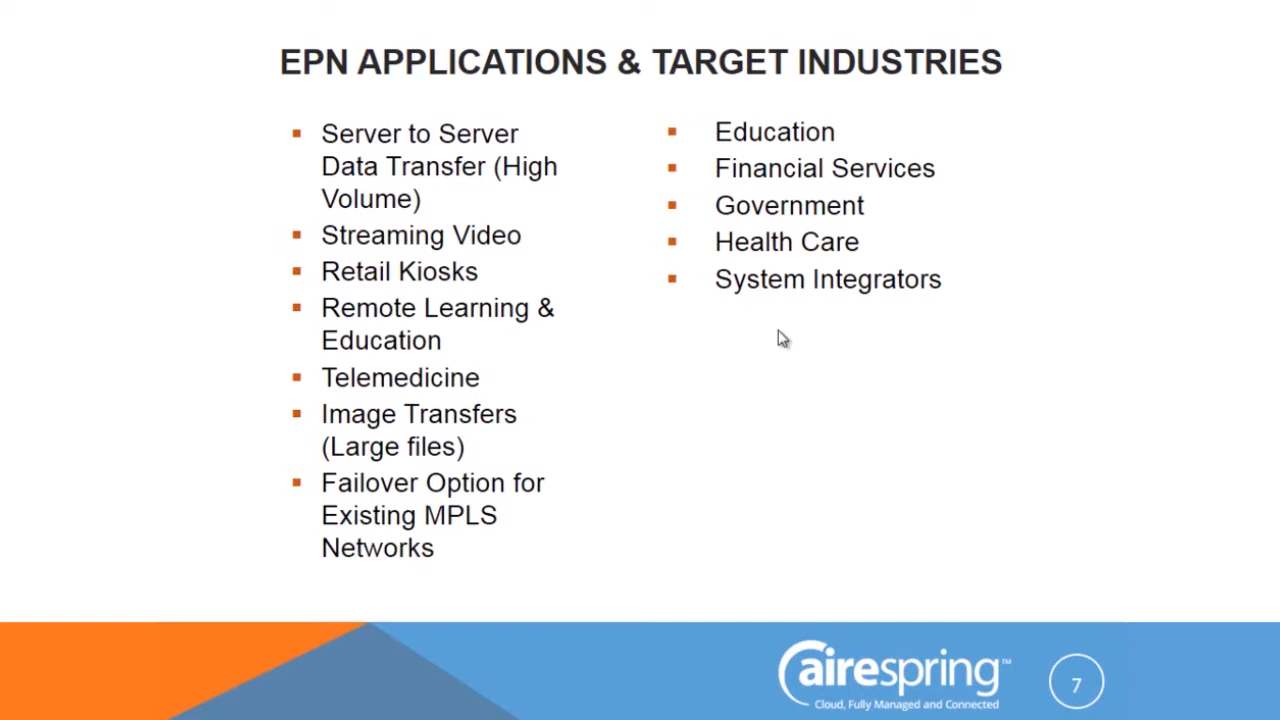 EPN APPLICATIONS & TARGET INDUSTRIES
Server to Server
Data Transfer (High
Volume)
Streaming Video
Retail Kiosks
Remote Learning &
Education
Telemedicine
Image Transfers
(Large files)
Failover Option for
Existing MPLS
Networks
Education
Financial Services
Government
Health Care
System Integrators
airespring™
Cloud, Fully Managed and Connected
7